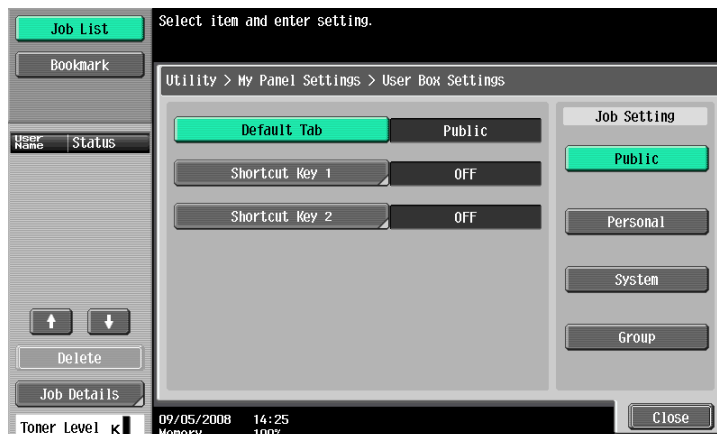 Job List
Bookmark
User Name Status
Delete
Job Details
Toner Level K
Select item and enter setting.
Utility > My Panel Settings > User Box Settings
Default Tab Public
Shortcut Key 1 OFF
Shortcut Key 2 OFF
Job Setting
Public
Personal
System
Group
09/05/2008 14:25
Memory 100%
Close